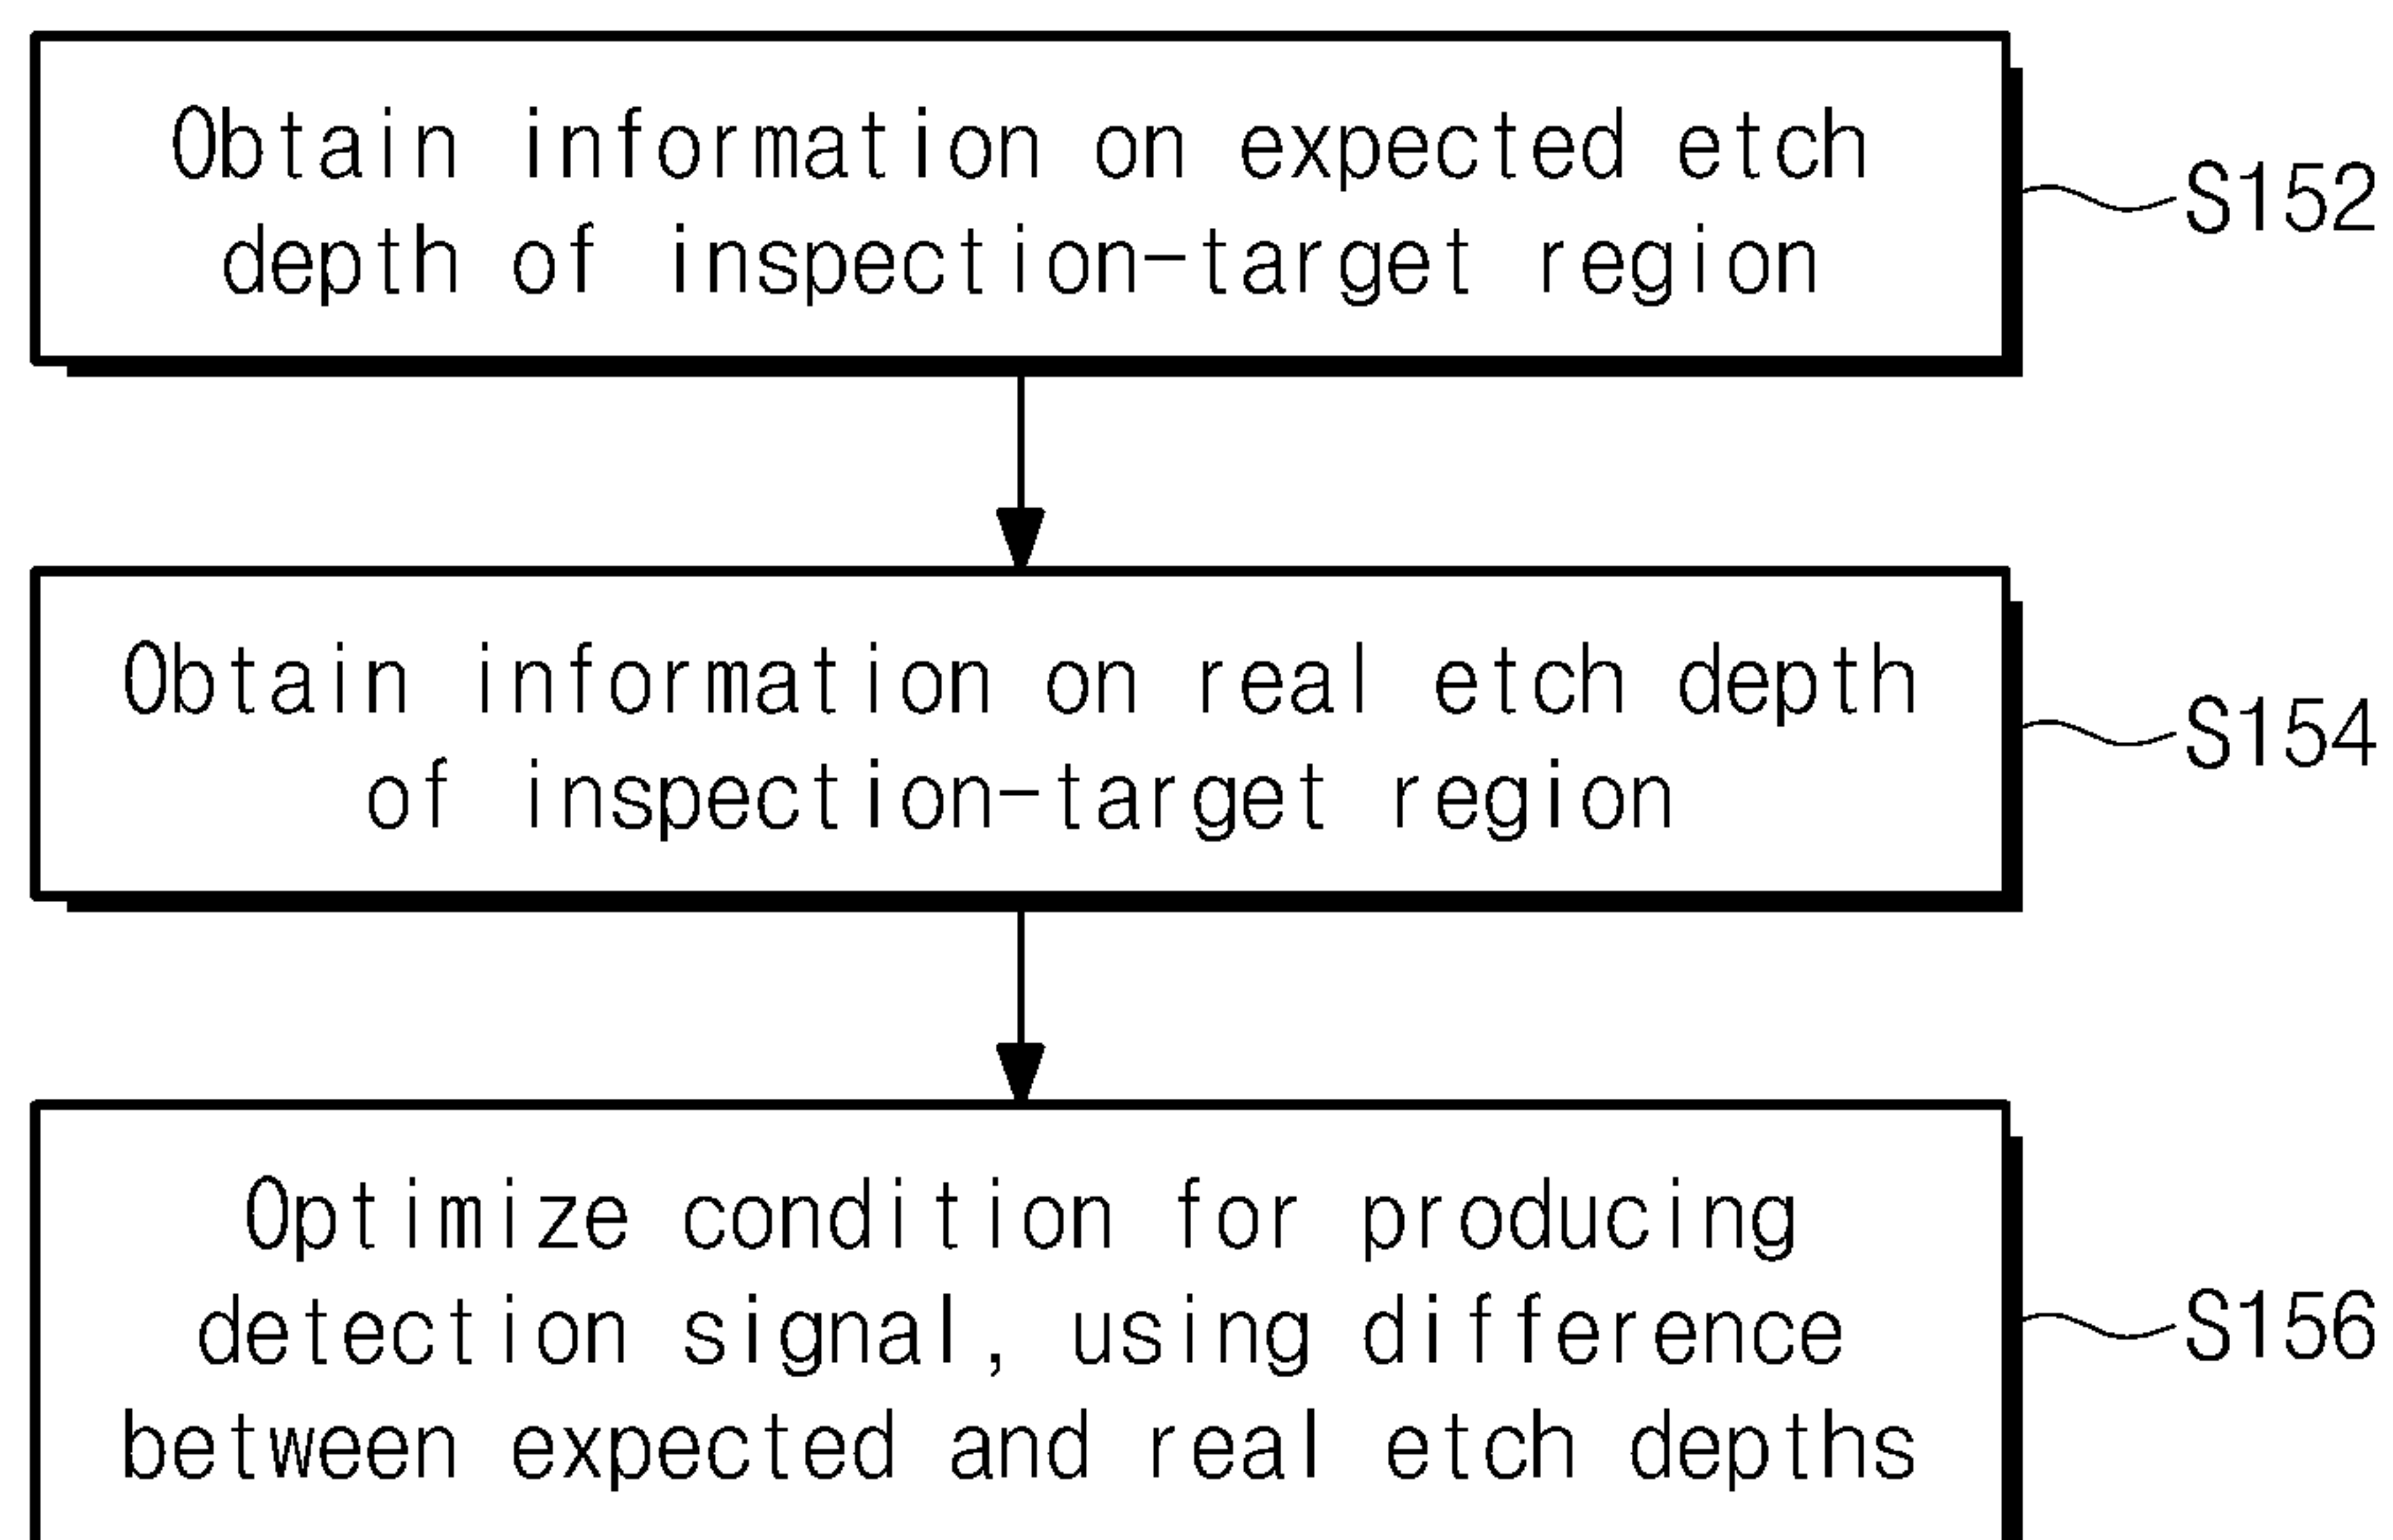 Obtain information on expected etch
depth of inspection-target region
S152
Obtain information on real etch depth
of inspection-target region
S154
Optimize condition for producing
detection signal, using difference
between expected and real etch depths
S156